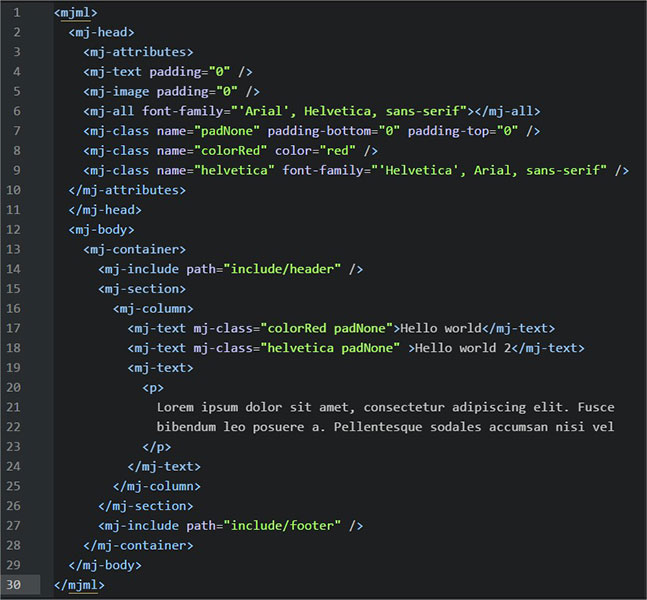 1 <mjml>
2   <mj-head>
3     <mj-attributes>
4     <mj-text padding="0" />
5     <mj-image padding="0" />
6     <mj-all font-family="'Arial', Helvetica, sans-serif"></mj-all>
7     <mj-class name="padNone" padding-bottom="0" padding-top="0" />
8     <mj-class name="colorRed" color="red" />
9     <mj-class name="helvetica" font-family="'Helvetica', Arial, sans-serif" />
10   </mj-attributes>
11   </mj-head>
12   <mj-body>
13     <mj-container>
14       <mj-include path="include/header" />
15       <mj-section>
16         <mj-column>
17           <mj-text mj-class="colorRed padNone">Hello world</mj-text>
18           <mj-text mj-class="helvetica padNone" >Hello world 2</mj-text>
19           <mj-text>
20             <p>
21               Lorem ipsum dolor sit amet, consectetur adipiscing elit. Fusce
22               bibendum leo posuere a. Pellentesque sodales accumsan nisi vel
23             </p>
24           </mj-text>
25         </mj-column>
26       </mj-section>
27       <mj-include path="include/footer" />
28     </mj-container>
29   </mj-body>
30 </mjml>